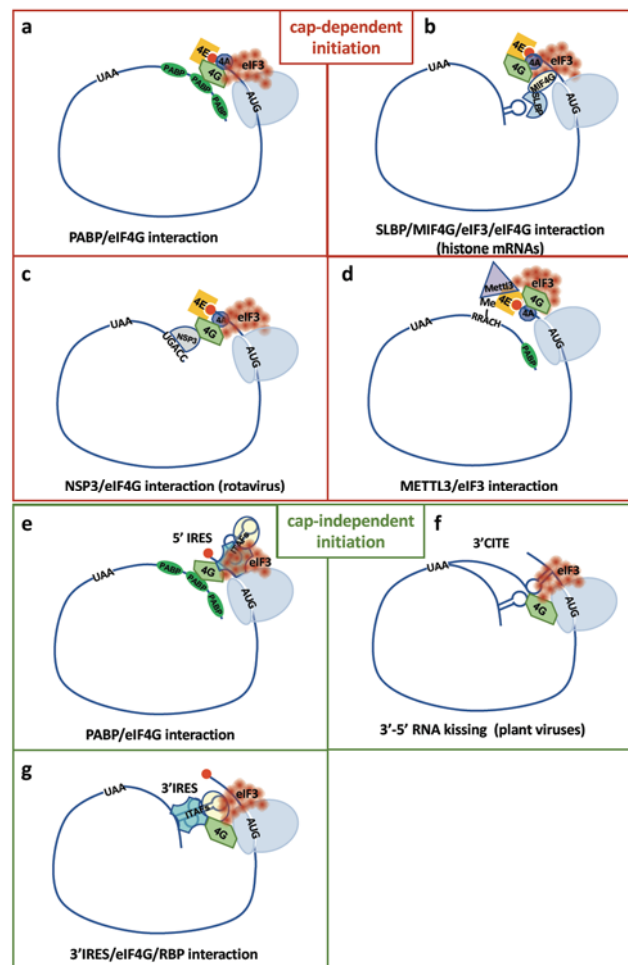 a
cap-dependent
initiation
b
4E
4A
eIF3
4G
UAA
PABP
PABP
PABP
AUG
PABP/eIF4G interaction
4E
4A
eIF3
4G
MIF4G
SLBP
UAA
AUG
SLBP/MIF4G/eIF3/eIF4G interaction
(histone mRNAs)
c
4E
eIF3
4G
UAA
NSP3
UGACC
AUG
NSP3/eIF4G interaction (rotavirus)
d
Mettl3
eIF3
Me
4E
4G
4A
UAA
RRACH
PABP
AUG
METTL3/eIF3 interaction
e
cap-independent
initiation
f
5' IRES
eIF3
4G
UAA
PABP
PABP
PABP
AUG
PABP/eIF4G interaction
3'CITE
UAA
eIF3
4G
AUG
3'-5' RNA kissing (plant viruses)
g
3'IRES
UAA
ITAFs
eIF3
4G
AUG
3'IRES/eIF4G/RBP interaction